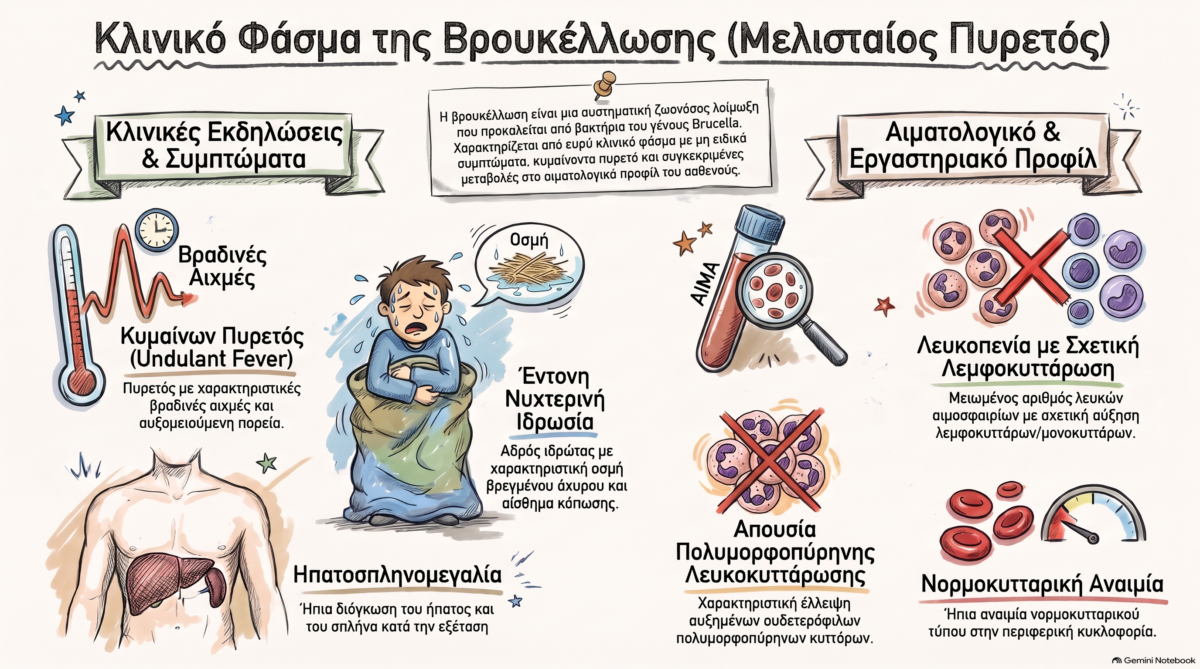 Κλινικό Φάσμα της Βρουκέλλωσης (Μελισταίος Πυρετός)
Η βρουκέλλωση είναι μια αυστηματική ζωονόσος λοίμωξη
που προκαλείται από βακτήρια του γένους Brucella.
Χαρακτηρίζεται από ευρύ κλινικό φάσμα με μη ειδικά
συμπτώματα, κυμαίνοντα πυρετό και συγκεκριμένες
μεταβολές στο αιματολογικά προφίλ του ααθενούς.
Κλινικές Εκδηλώσεις
& Συμπτώματα
Βραδινές
Αιχμές
Κυμαίνων Πυρετός
(Undulant Fever)
Πυρετός με χαρακτηριστικές
βραδινές αιχμές και
αυξομειούμενη πορεία.
Οσμή
Έντονη
Νυχτερινή
Ιδρωσία
Αδρός ιδρώτας με
χαρακτηριστική οσμή
βρεγμένου άχυρου και
αίσθημα κόπωσης.
Ηπατοσπληνομεγαλία
Ήπια διόγκωση του ήπατος και
του σπλήνα κατά την εξέταση
Αιματολογικό &
Εργαστηριακό Προφίλ
ΑΙΜΑ
Λευκοπενία με Σχετική
Λεμφοκυττάρωση
Μειωμένος αριθμός λευκών
αιμοσφαιρίων με αχετική αύξηση
λεμφοκυττάρων/μονοκυττάρων.
Απουσία
Πολυμορφοπύρηνης
Λευκοκυττάρωσης
Χαρακτηριστική έλλειψη
αυξημένων ουδετερόφιλων
πολυμορφοπύρηνων κυττόρων.
Νορμοκυτταρική Αναιμία
Ήπια αναιμία νορμοκυτταρικού
τύπου στην περιφερική κυκλοφορία.
Gemini Notebook